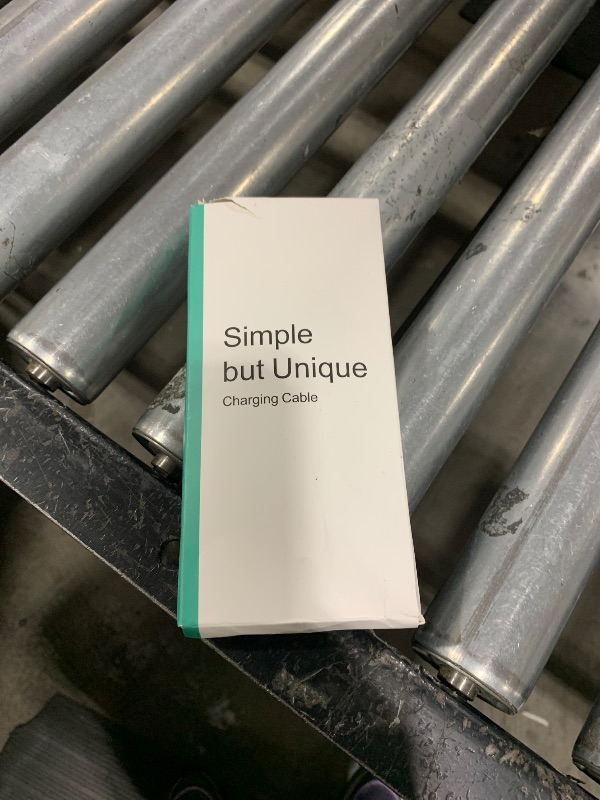 Simple
but Unique
Charging Cable